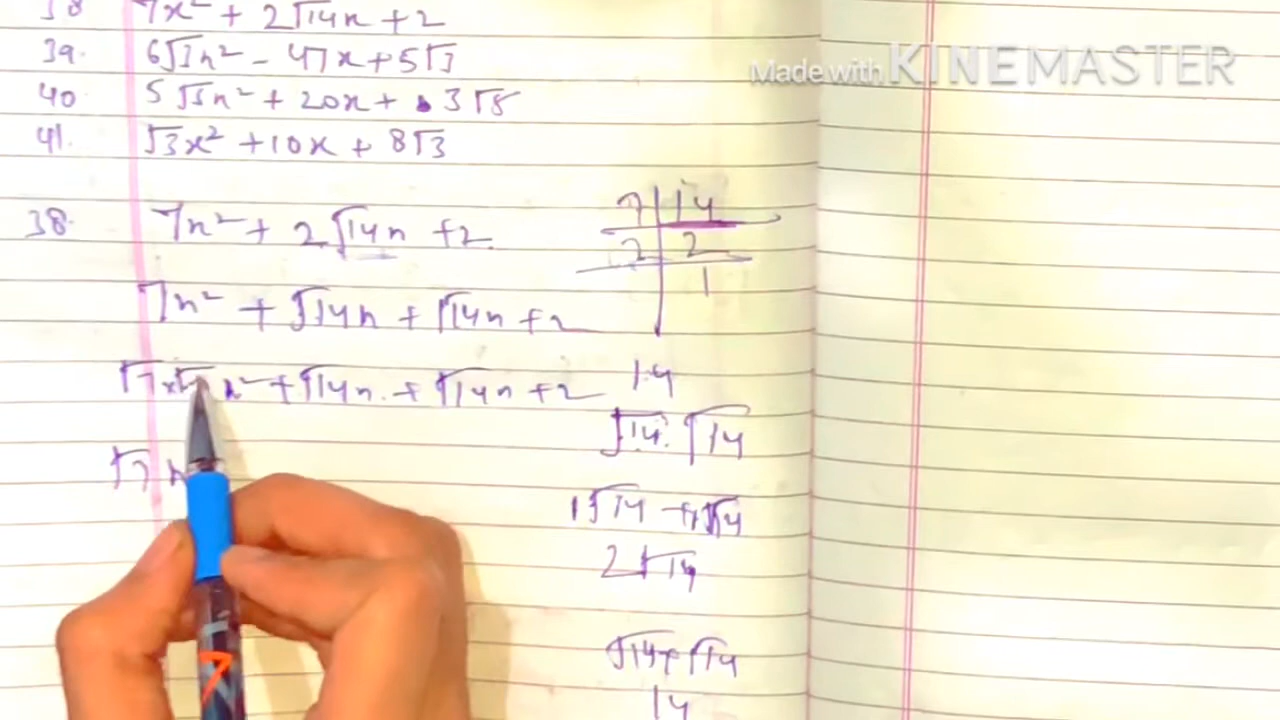 38 7x² + 2√14x + 2
39. 6√3x² - 47x + 5√3
40 5√5x² + 20x + 3√5
41. √3x² + 10x + 8√3
Made with KINEMASTER
38. 7x² + 2√14x + 2.
7 | 14
2 | 2
1
7x² + √14x + √14x + 2
√7x√7x² + √14x + √14x + 2
14
√14 . √14
√7 x
1√14 + 1√14
2√14
√14 × √14
14